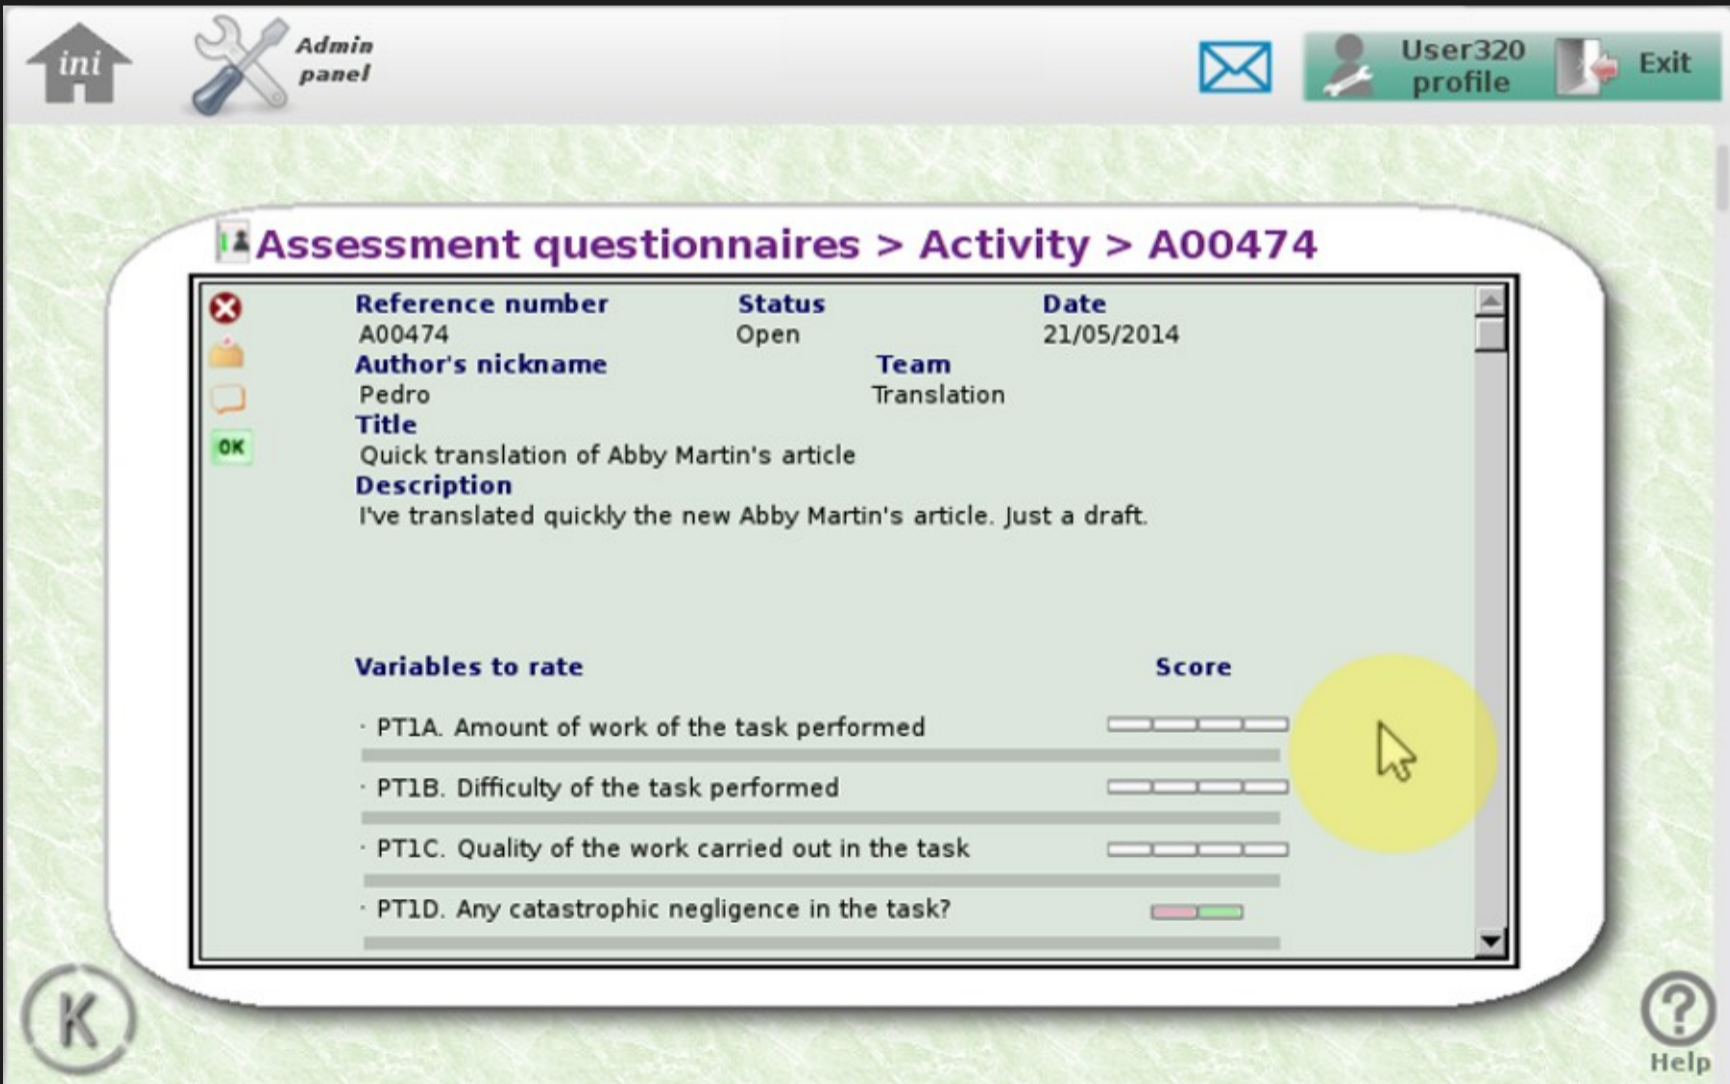 ini
Admin
panel
User320
profile
Exit
Assessment questionnaires > Activity > A00474
Reference number Status Date
A00474 Open 21/05/2014
Author's nickname Team
Pedro Translation
Title
Quick translation of Abby Martin's article
OK
Description
I've translated quickly the new Abby Martin's article. Just a draft.
Variables to rate Score
· PT1A. Amount of work of the task performed
· PT1B. Difficulty of the task performed
· PT1C. Quality of the work carried out in the task
· PT1D. Any catastrophic negligence in the task?
K
?
Help